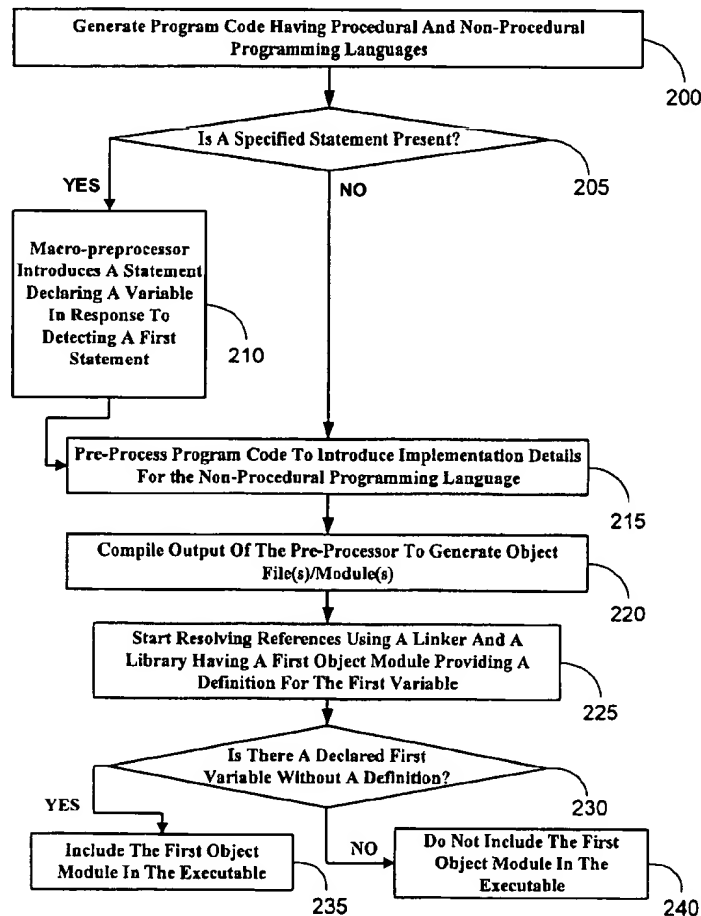 Generate Program Code Having Procedural And Non-Procedural
Programming Languages
200
Is A Specified Statement Present?
205
YES
NO
Macro-preprocessor
Introduces A Statement
Declaring A Variable
In Response To
Detecting A First
Statement
210
Pre-Process Program Code To Introduce Implementation Details
For the Non-Procedural Programming Language
215
Compile Output Of The Pre-Processor To Generate Object
File(s)/Module(s)
220
Start Resolving References Using A Linker And A
Library Having A First Object Module Providing A
Definition For The First Variable
225
Is There A Declared First
Variable Without A Definition?
230
YES
NO
Include The First Object
Module In The Executable
235
Do Not Include The First
Object Module In The
Executable
240